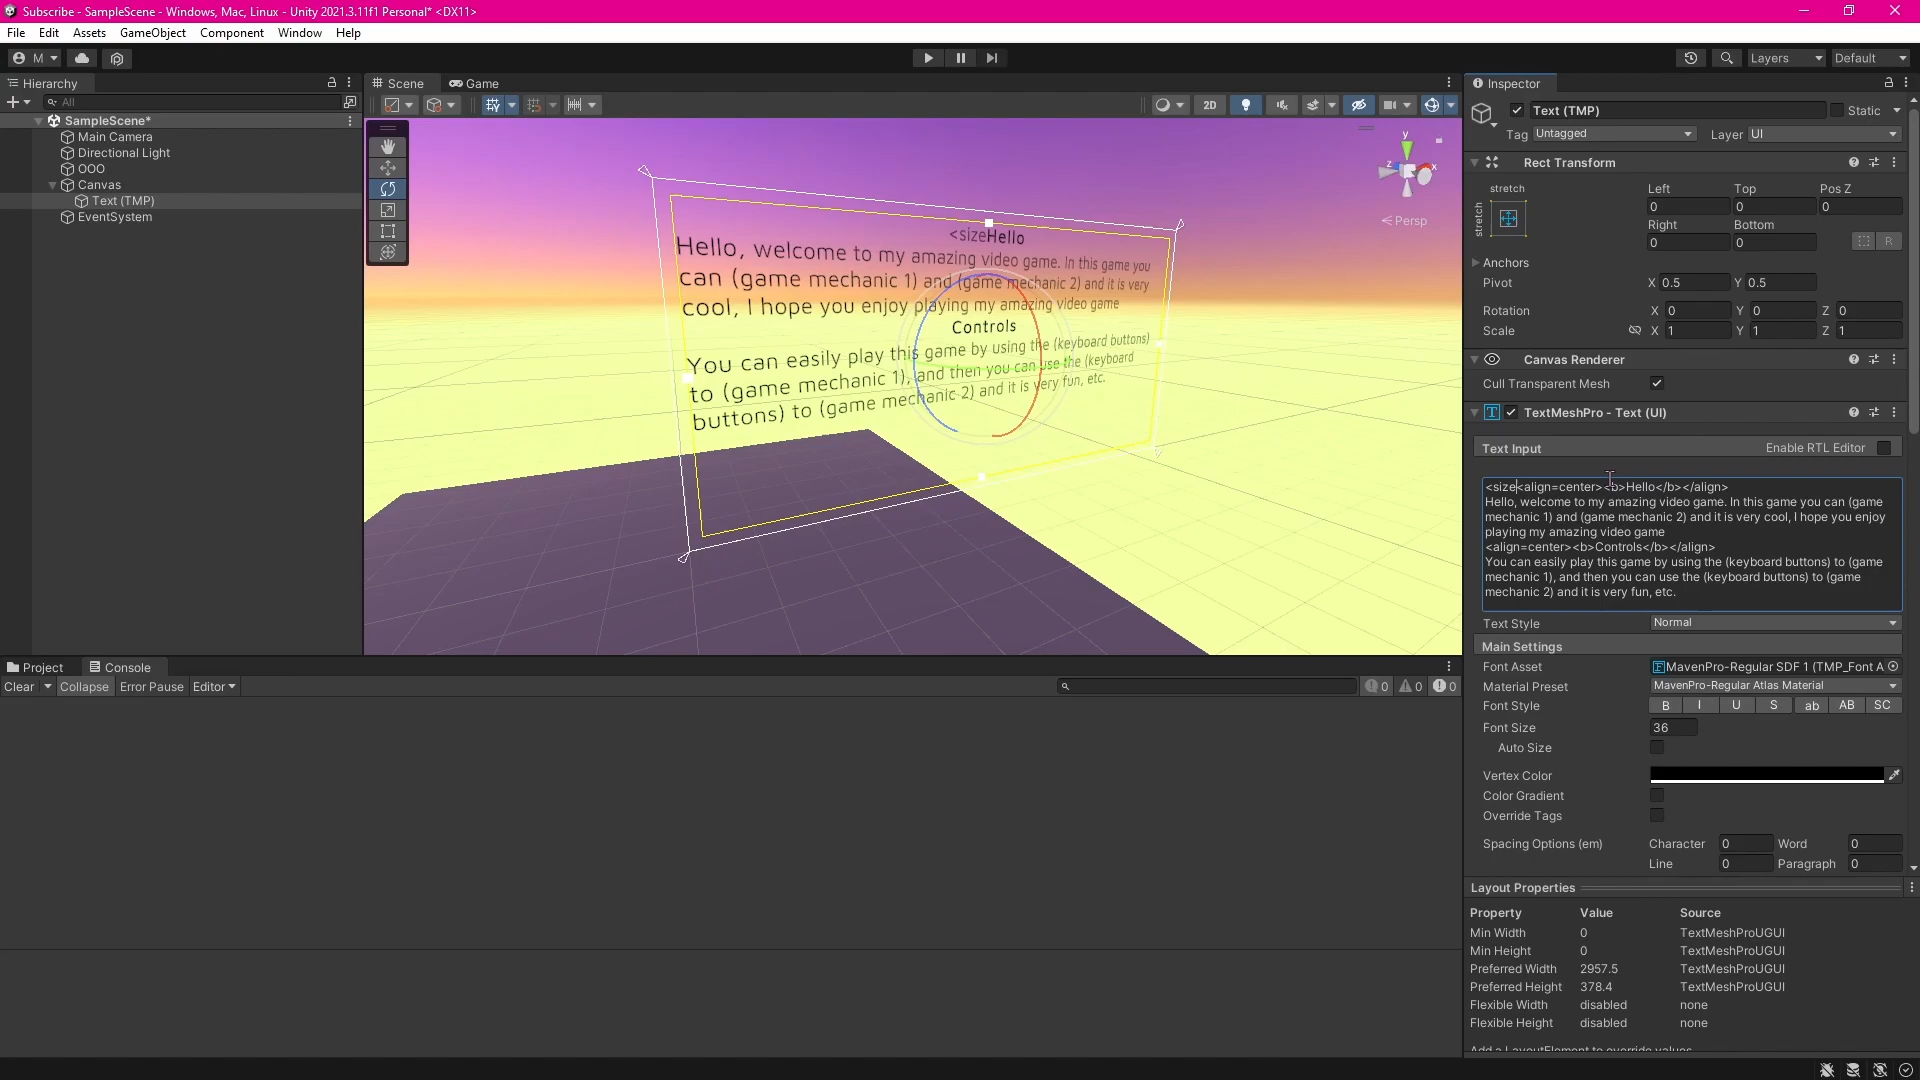 Subscribe - SampleScene - Windows, Mac, Linux - Unity 2021.3.11f1 Personal* <DX11>
File Edit Assets GameObject Component Window Help
M Layers Default
Hierarchy
All
SampleScene*
Main Camera
Directional Light
OOO
Canvas
Text (TMP)
EventSystem
Scene Game
2D
y
z x
Persp
<sizeHello
Hello, welcome to my amazing video game. In this game you
can (game mechanic 1) and (game mechanic 2) and it is very
cool, I hope you enjoy playing my amazing video game
Controls
You can easily play this game by using the (keyboard buttons)
to (game mechanic 1), and then you can use the (keyboard
buttons) to (game mechanic 2) and it is very fun, etc.
Project Console
Clear Collapse Error Pause Editor 0 0 0
Inspector
Text (TMP) Static
Tag Untagged Layer UI
Rect Transform
stretch Left Top Pos Z
stretch 0 0 0
Right Bottom
0 0 R
Anchors
Pivot X 0.5 Y 0.5
Rotation X 0 Y 0 Z 0
Scale X 1 Y 1 Z 1
Canvas Renderer
Cull Transparent Mesh
TextMeshPro - Text (UI)
Text Input Enable RTL Editor
<size<align=center><b>Hello</b></align>
Hello, welcome to my amazing video game. In this game you can (game
mechanic 1) and (game mechanic 2) and it is very cool, I hope you enjoy
playing my amazing video game
<align=center><b>Controls</b></align>
You can easily play this game by using the (keyboard buttons) to (game
mechanic 1), and then you can use the (keyboard buttons) to (game
mechanic 2) and it is very fun, etc.
Text Style Normal
Main Settings
Font Asset MavenPro-Regular SDF 1 (TMP_Font A
Material Preset MavenPro-Regular Atlas Material
Font Style B I U S ab AB SC
Font Size 36
Auto Size
Vertex Color
Color Gradient
Override Tags
Spacing Options (em) Character 0 Word 0
Line 0 Paragraph 0
Layout Properties
Property Value Source
Min Width 0 TextMeshProUGUI
Min Height 0 TextMeshProUGUI
Preferred Width 2957.5 TextMeshProUGUI
Preferred Height 378.4 TextMeshProUGUI
Flexible Width disabled none
Flexible Height disabled none
Add a LayoutElement to override values